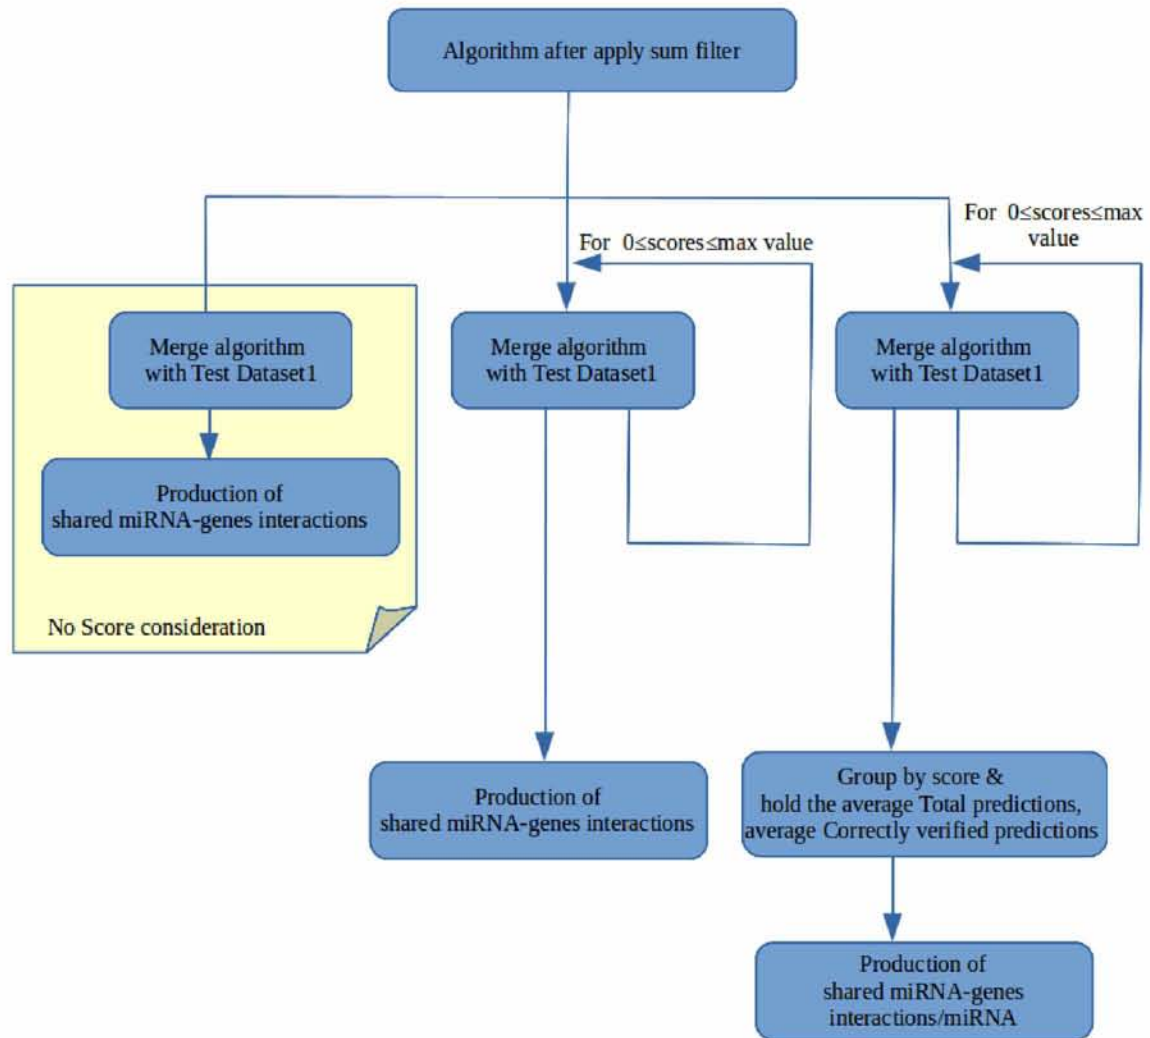 Algorithm after apply sum filter
For 0≤scores≤max value
For 0≤scores≤max
value
Merge algorithm
with Test Dataset1
Merge algorithm
with Test Dataset1
Merge algorithm
with Test Dataset1
Production of
shared miRNA-genes interactions
No Score consideration
Production of
shared miRNA-genes interactions
Group by score &
hold the average Total predictions,
average Correctly verified predictions
Production of
shared miRNA-genes
interactions/miRNA